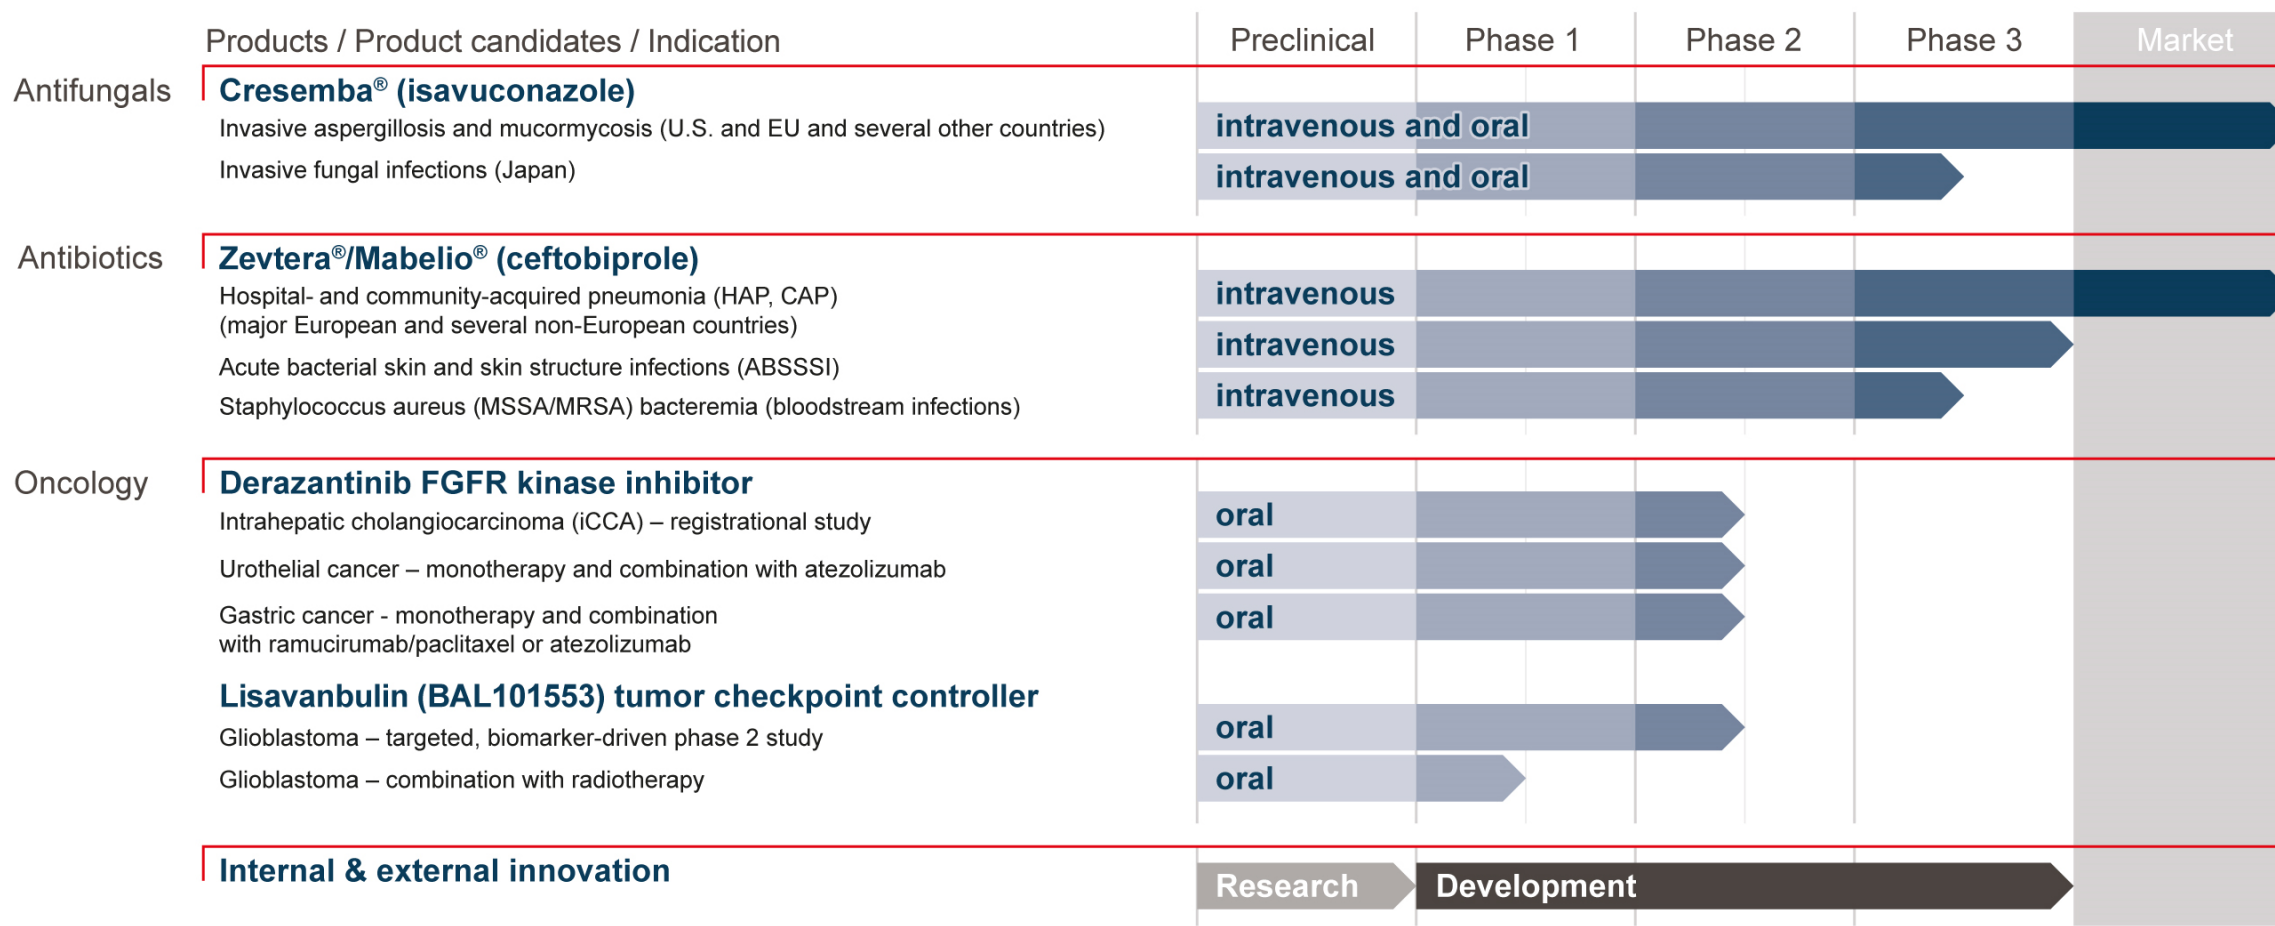 Products / Product candidates / Indication
Preclinical
Phase 1
Phase 2
Phase 3
Market
Antifungals
Cresemba® (isavuconazole)
Invasive aspergillosis and mucormycosis (U.S. and EU and several other countries)
intravenous and oral
Invasive fungal infections (Japan)
intravenous and oral
Antibiotics
Zevtera®/Mabelio® (ceftobiprole)
Hospital- and community-acquired pneumonia (HAP, CAP)
(major European and several non-European countries)
intravenous
Acute bacterial skin and skin structure infections (ABSSSI)
intravenous
Staphylococcus aureus (MSSA/MRSA) bacteremia (bloodstream infections)
intravenous
Oncology
Derazantinib FGFR kinase inhibitor
Intrahepatic cholangiocarcinoma (iCCA) – registrational study
oral
Urothelial cancer – monotherapy and combination with atezolizumab
oral
Gastric cancer - monotherapy and combination
with ramucirumab/paclitaxel or atezolizumab
oral
Lisavanbulin (BAL101553) tumor checkpoint controller
Glioblastoma – targeted, biomarker-driven phase 2 study
oral
Glioblastoma – combination with radiotherapy
oral
Internal & external innovation
Research
Development